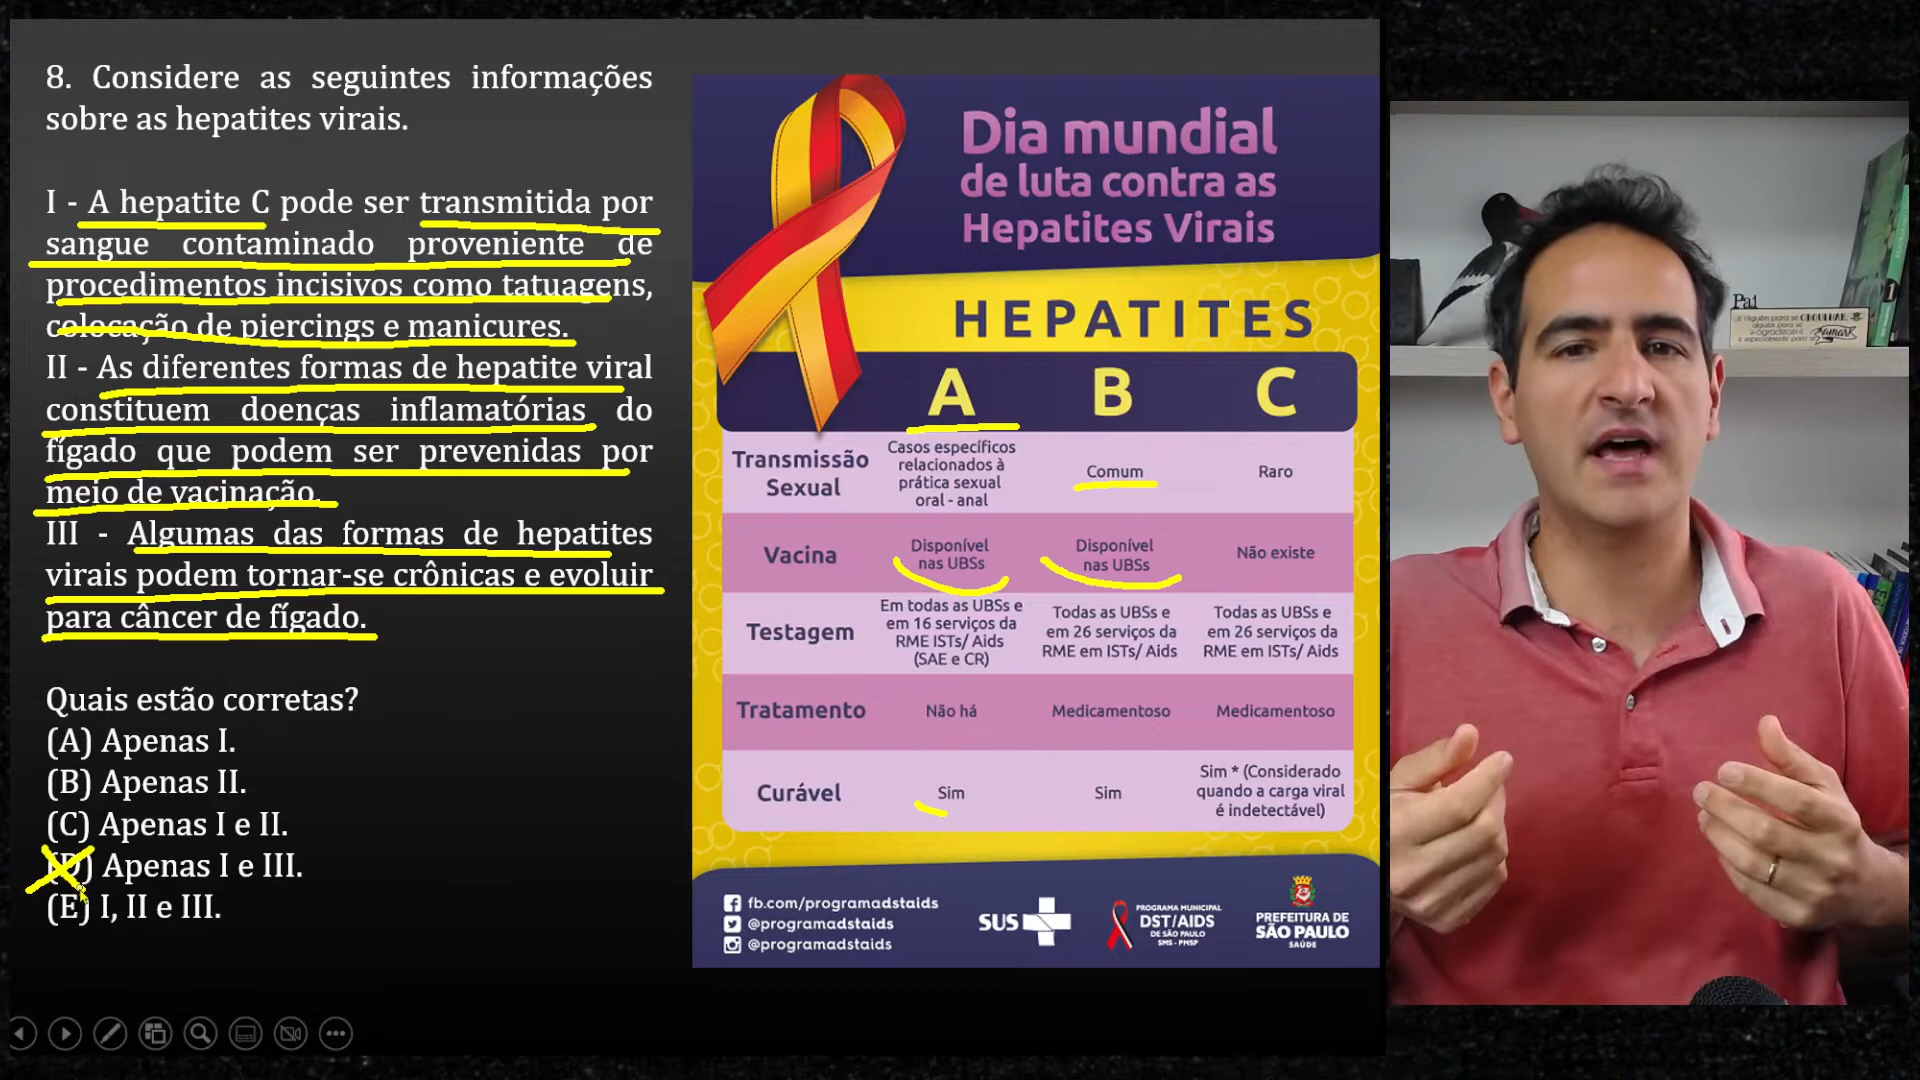 8. Considere as seguintes informações
sobre as hepatites virais.
I - A hepatite C pode ser transmitida por
sangue contaminado proveniente de
procedimentos incisivos como tatuagens,
colocação de piercings e manicures.
II - As diferentes formas de hepatite viral
constituem doenças inflamatórias do
fígado que podem ser prevenidas por
meio de vacinação.
III - Algumas das formas de hepatites
virais podem tornar-se crônicas e evoluir
para câncer de fígado.
Quais estão corretas?
(A) Apenas I.
(B) Apenas II.
(C) Apenas I e II.
(D) Apenas I e III.
(E) I, II e III.
Dia mundial
de luta contra as
Hepatites Virais
HEPATITES
A B C
Transmissão
Sexual
Casos específicos
relacionados à
prática sexual
oral - anal
Comum
Raro
Vacina
Disponível
nas UBSs
Disponível
nas UBSs
Não existe
Testagem
Em todas as UBSs e
em 16 serviços da
RME ISTs/ Aids
(SAE e CR)
Todas as UBSs e
em 26 serviços da
RME em ISTs/ Aids
Todas as UBSs e
em 26 serviços da
RME em ISTs/ Aids
Tratamento
Não há
Medicamentoso
Medicamentoso
Curável
Sim
Sim
Sim * (Considerado
quando a carga viral
é indetectável)
fb.com/programadstaids
@programadstaids
@programadstaids
SUS
PROGRAMA MUNICIPAL
DST/AIDS
DE SÃO PAULO
SMS - PMSP
PREFEITURA DE
SÃO PAULO
SAÚDE
Pai